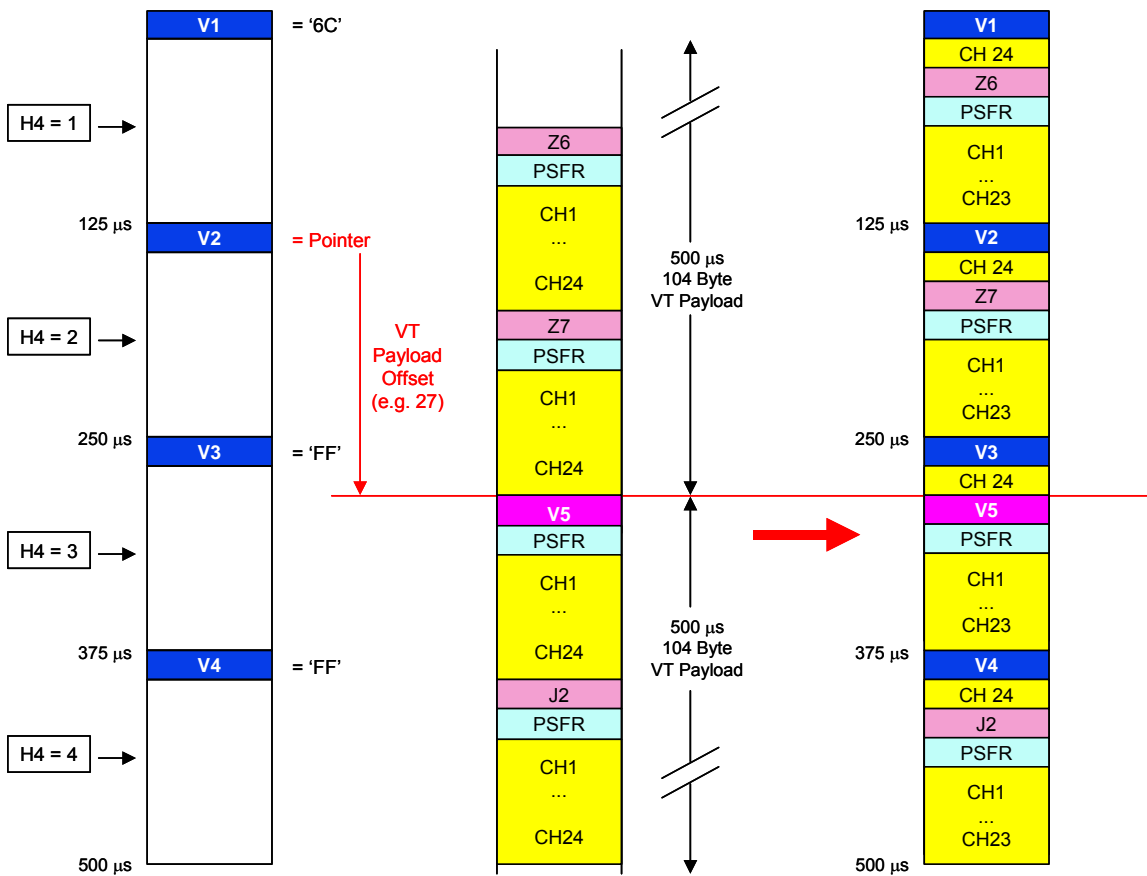 V1
= ‘6C’
H4 = 1
125 μs
V2
= Pointer
H4 = 2
VT
Payload
Offset
(e.g. 27)
250 μs
V3
= ‘FF’
H4 = 3
375 μs
V4
= ‘FF’
H4 = 4
500 μs
Z6
PSFR
CH1
...
CH24
Z7
PSFR
CH1
...
CH24
V5
PSFR
CH1
...
CH24
J2
PSFR
CH1
...
CH24
500 μs
104 Byte
VT Payload
500 μs
104 Byte
VT Payload
V1
CH 24
Z6
PSFR
CH1
...
CH23
125 μs
V2
CH 24
Z7
PSFR
CH1
...
CH23
250 μs
V3
CH 24
V5
PSFR
CH1
...
CH23
375 μs
V4
CH 24
J2
PSFR
CH1
...
CH23
500 μs